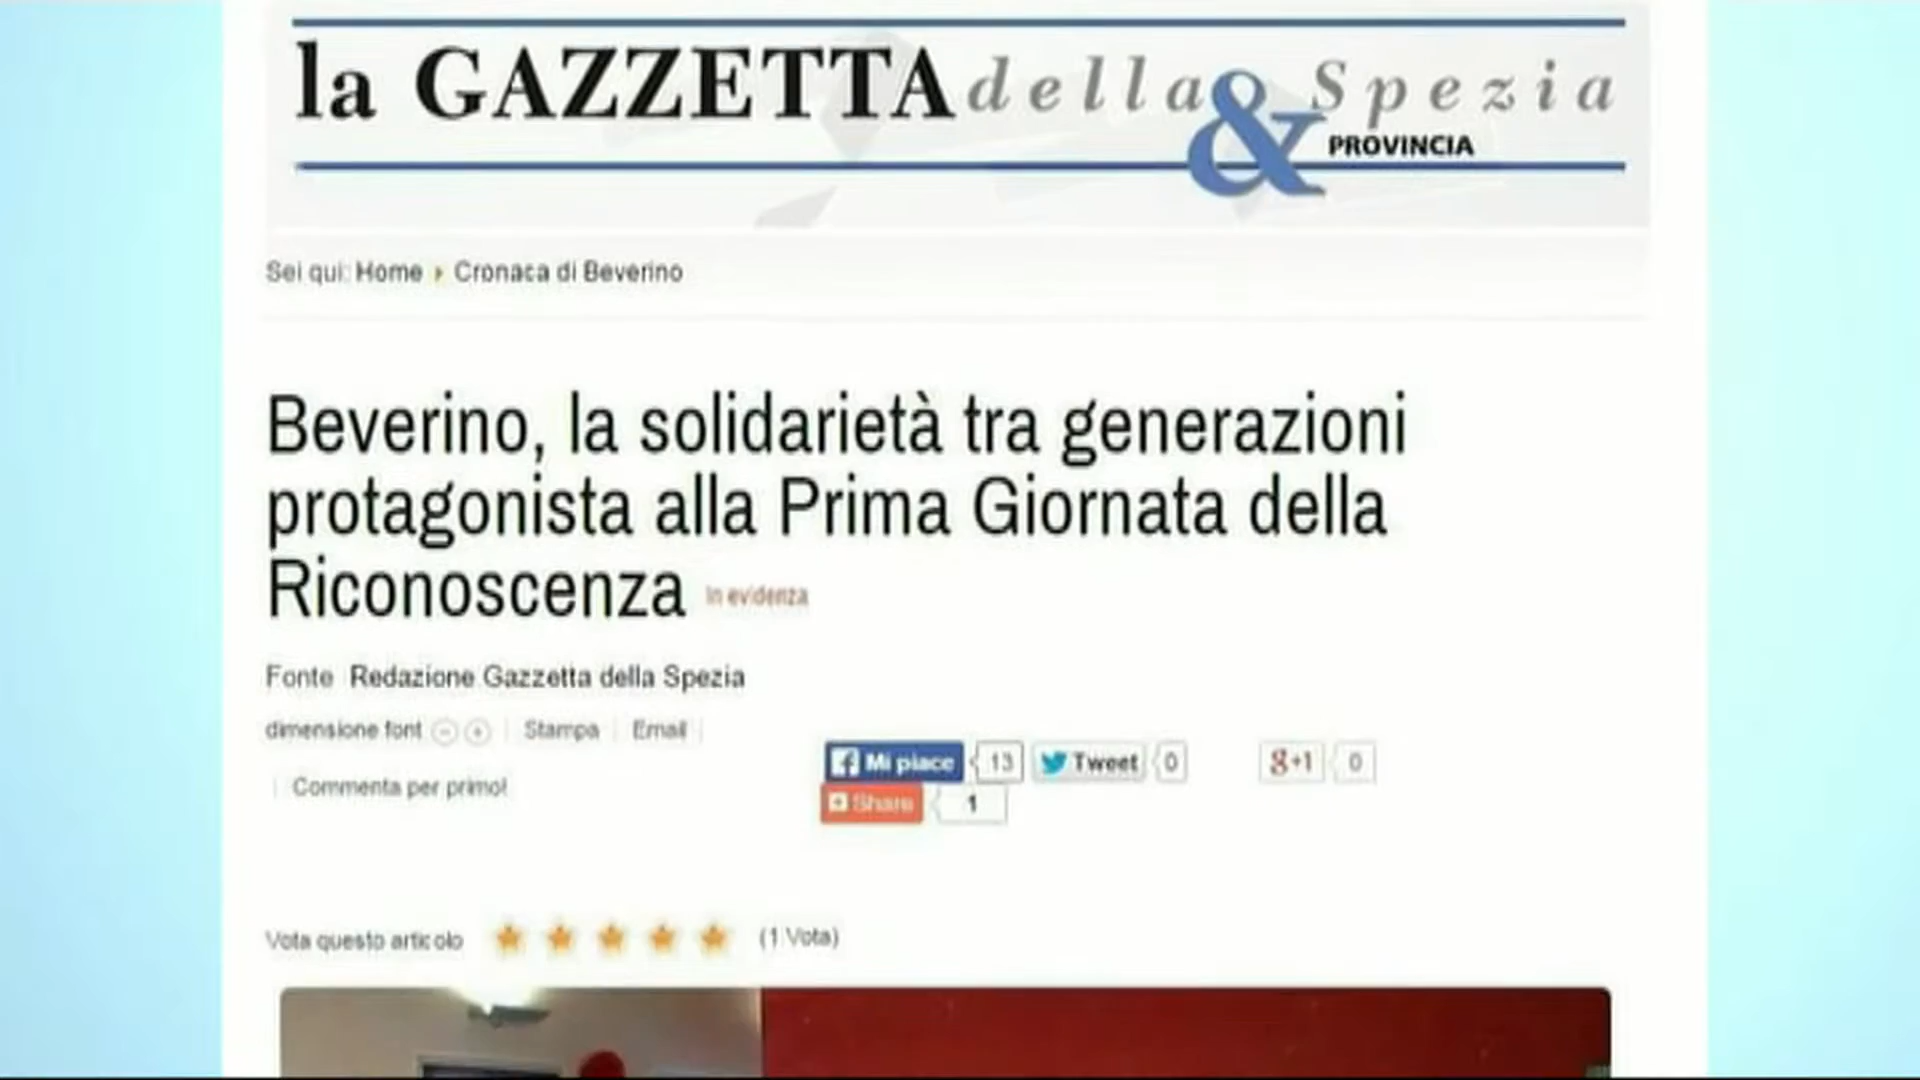 la GAZZETTA della & Spezia
PROVINCIA
Sei qui: Home Cronaca di Beverino
Beverino, la solidarietà tra generazioni
protagonista alla Prima Giornata della
Riconoscenza In evidenza
Fonte Redazione Gazzetta della Spezia
dimensione font Stampa Email
Mi piace 13 Tweet 0 g+1 0
Commenta per primo!
Share 1
Vota questo articolo (1 Vota)